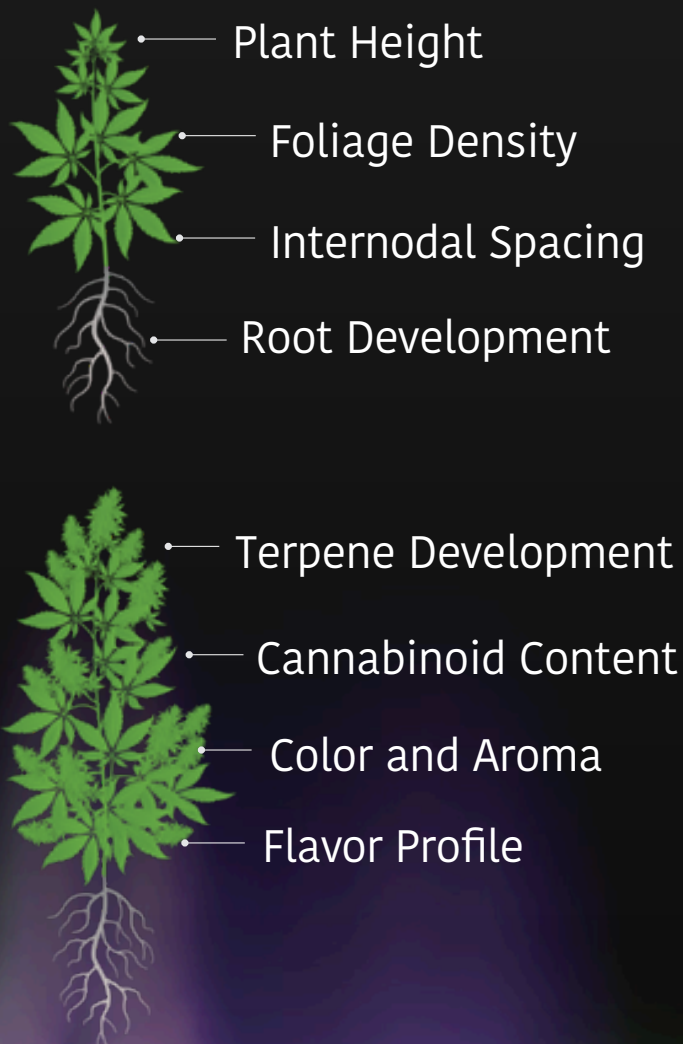 Plant Height
Foliage Density
Internodal Spacing
Root Development
Terpene Development
Cannabinoid Content
Color and Aroma
Flavor Profile